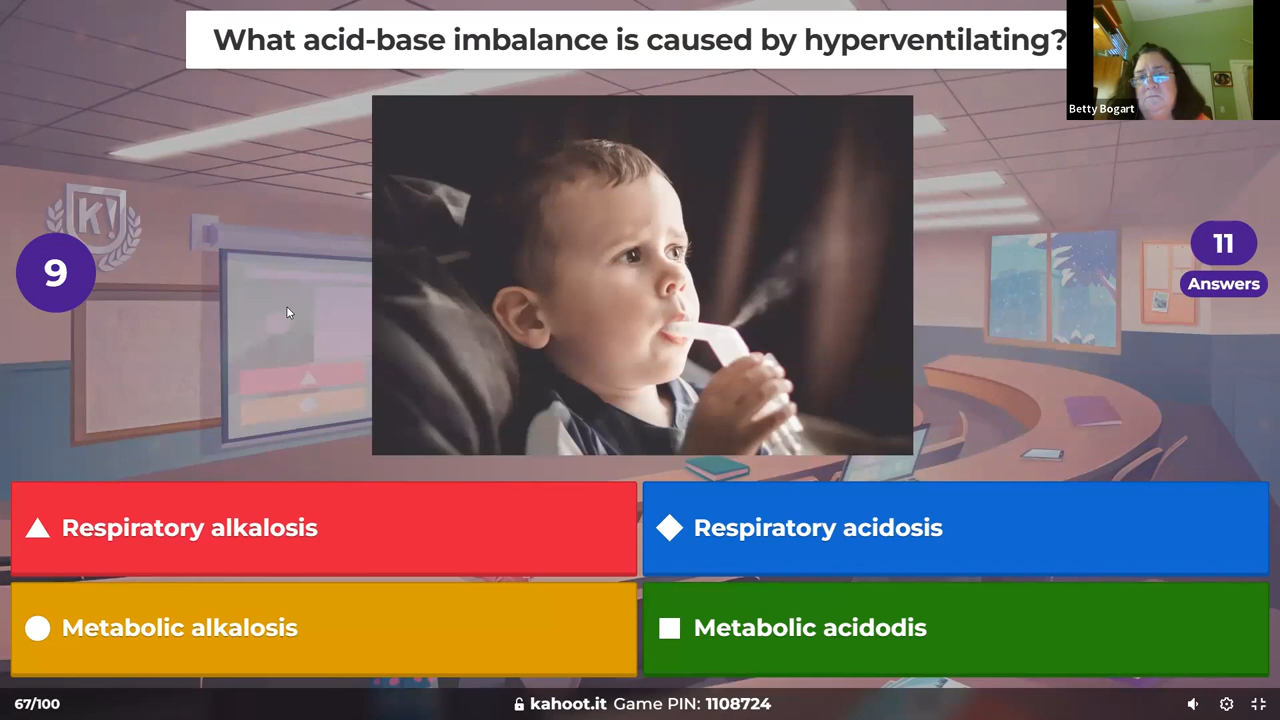 What acid-base imbalance is caused by hyperventilating?
Betty Bogart
K!
9
11
Answers
Respiratory alkalosis
Respiratory acidosis
Metabolic alkalosis
Metabolic acidodis
67/100
kahoot.it Game PIN: 1108724